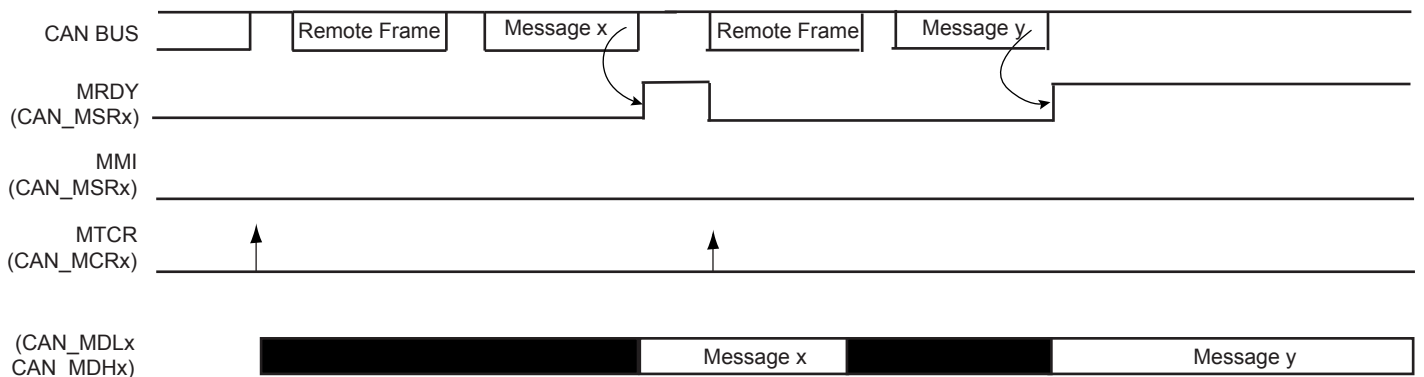 CAN BUS
Remote Frame
Message x
Remote Frame
Message y
MRDY
(CAN_MSRx)
MMI
(CAN_MSRx)
MTCR
(CAN_MCRx)
(CAN_MDLx
CAN_MDHx)
Message x
Message y